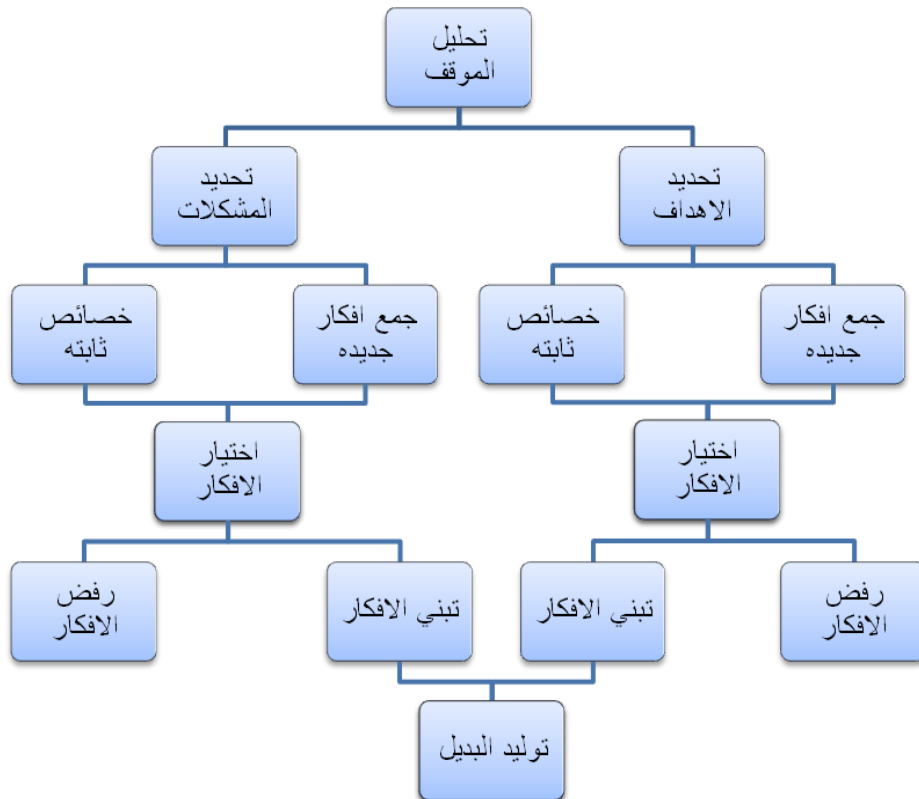 تحليل
الموقف
تحديد
الاهداف
تحديد
المشكلات
جمع افكار
جديده
خصائص
ثابته
جمع افكار
جديده
خصائص
ثابته
اختيار
الافكار
اختيار
الافكار
رفض
الافكار
تبني الافكار
تبني الافكار
رفض
الافكار
توليد البديل